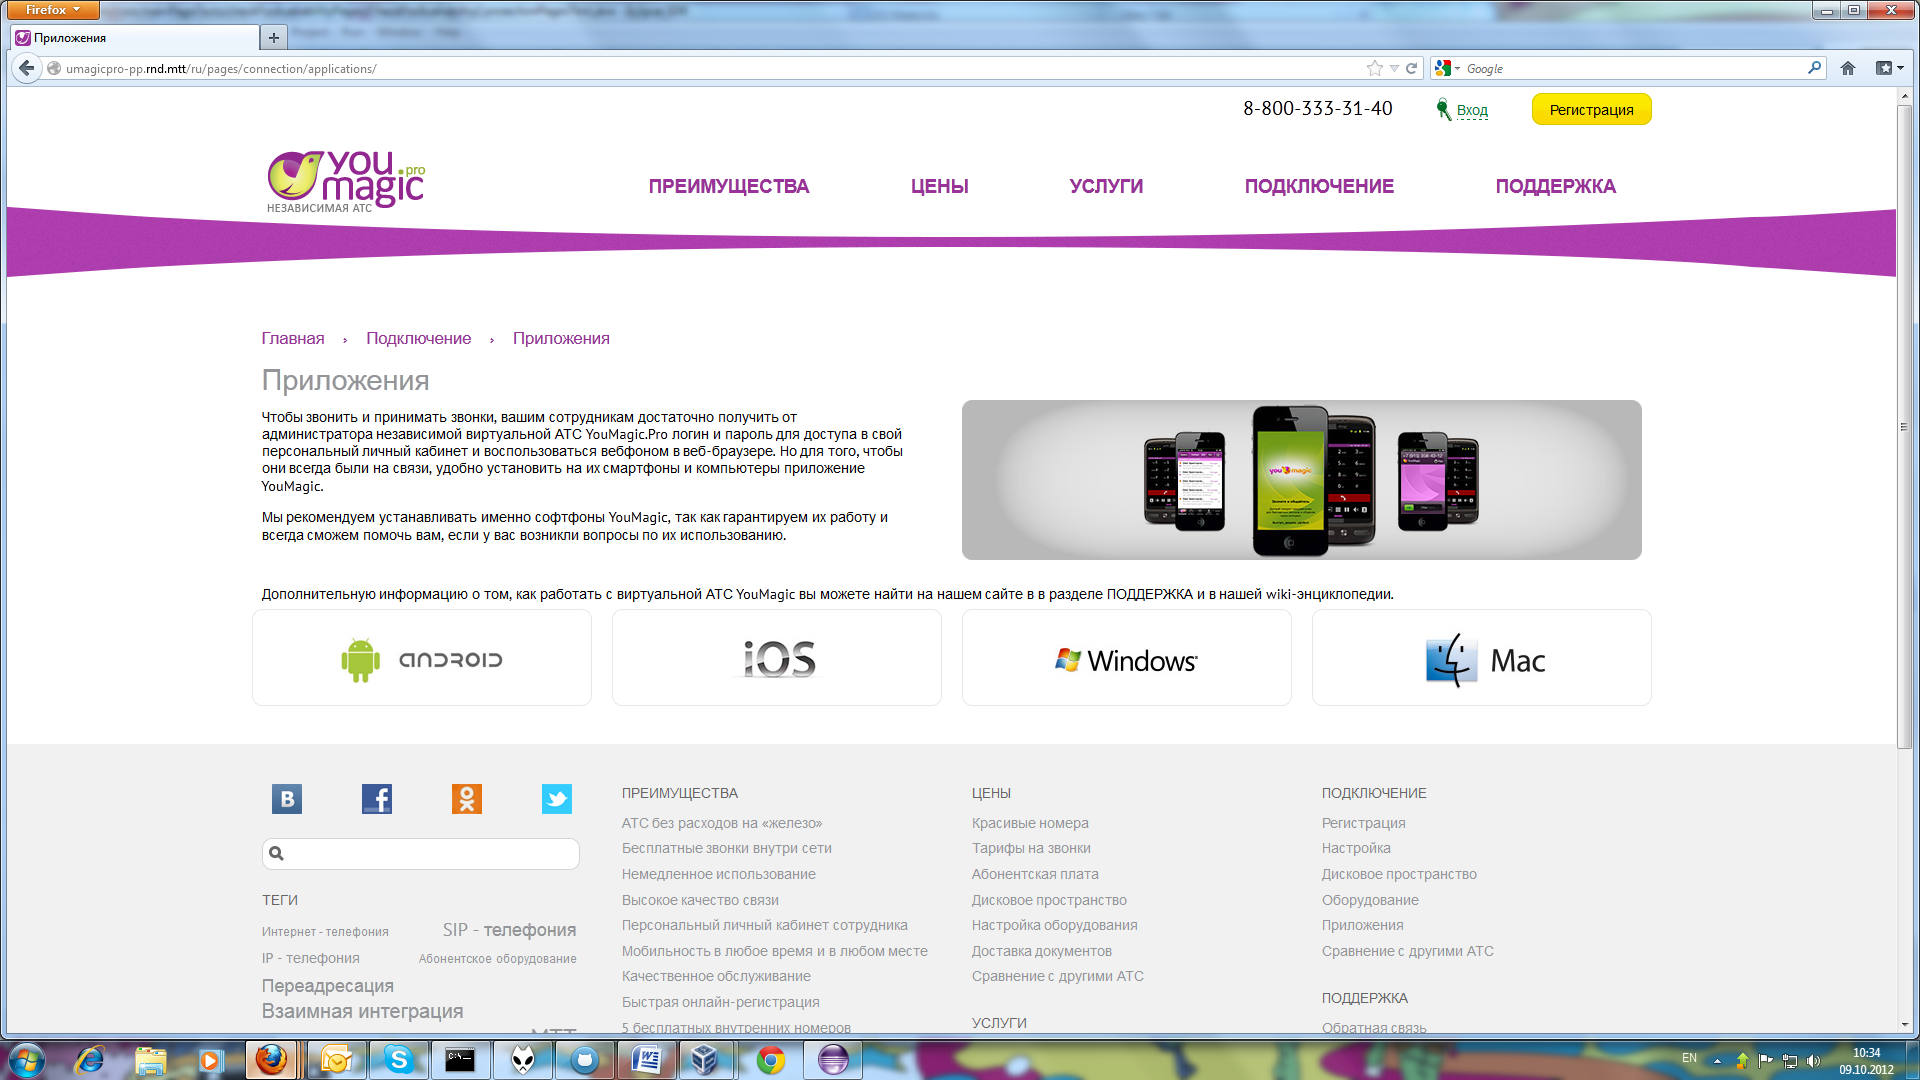 Firefox
Приложения
umagicpro-pp.rnd.mtt/ru/pages/connection/applications/
Google
8-800-333-31-40
Вход
Регистрация
you magic.pro
НЕЗАВИСИМАЯ АТС
ПРЕИМУЩЕСТВА
ЦЕНЫ
УСЛУГИ
ПОДКЛЮЧЕНИЕ
ПОДДЕРЖКА
Главная › Подключение › Приложения
Приложения
Чтобы звонить и принимать звонки, вашим сотрудникам достаточно получить от
администратора независимой виртуальной АТС YouMagic.Pro логин и пароль для доступа в свой
персональный личный кабинет и воспользоваться вебфоном в веб-браузере. Но для того, чтобы
они всегда были на связи, удобно установить на их смартфоны и компьютеры приложение
YouMagic.
Мы рекомендуем устанавливать именно софтфоны YouMagic, так как гарантируем их работу и
всегда сможем помочь вам, если у вас возникли вопросы по их использованию.
you magic
Дополнительную информацию о том, как работать с виртуальной АТС YouMagic вы можете найти на нашем сайте в в разделе ПОДДЕРЖКА и в нашей wiki-энциклопедии.
ANDROID
iOS
Windows
Mac
ПРЕИМУЩЕСТВА
АТС без расходов на «железо»
Бесплатные звонки внутри сети
Немедленное использование
Высокое качество связи
Персональный личный кабинет сотрудника
Мобильность в любое время и в любом месте
Качественное обслуживание
Быстрая онлайн-регистрация
5 бесплатных внутренних номеров
ЦЕНЫ
Красивые номера
Тарифы на звонки
Абонентская плата
Дисковое пространство
Настройка оборудования
Доставка документов
Сравнение с другими АТС
УСЛУГИ
ПОДКЛЮЧЕНИЕ
Регистрация
Настройка
Дисковое пространство
Оборудование
Приложения
Сравнение с другими АТС
ПОДДЕРЖКА
Обратная связь
ТЕГИ
Интернет - телефония
SIP - телефония
IP - телефония
Абонентское оборудование
Переадресация
Взаимная интеграция
МТТ
EN
10:34
09.10.2012